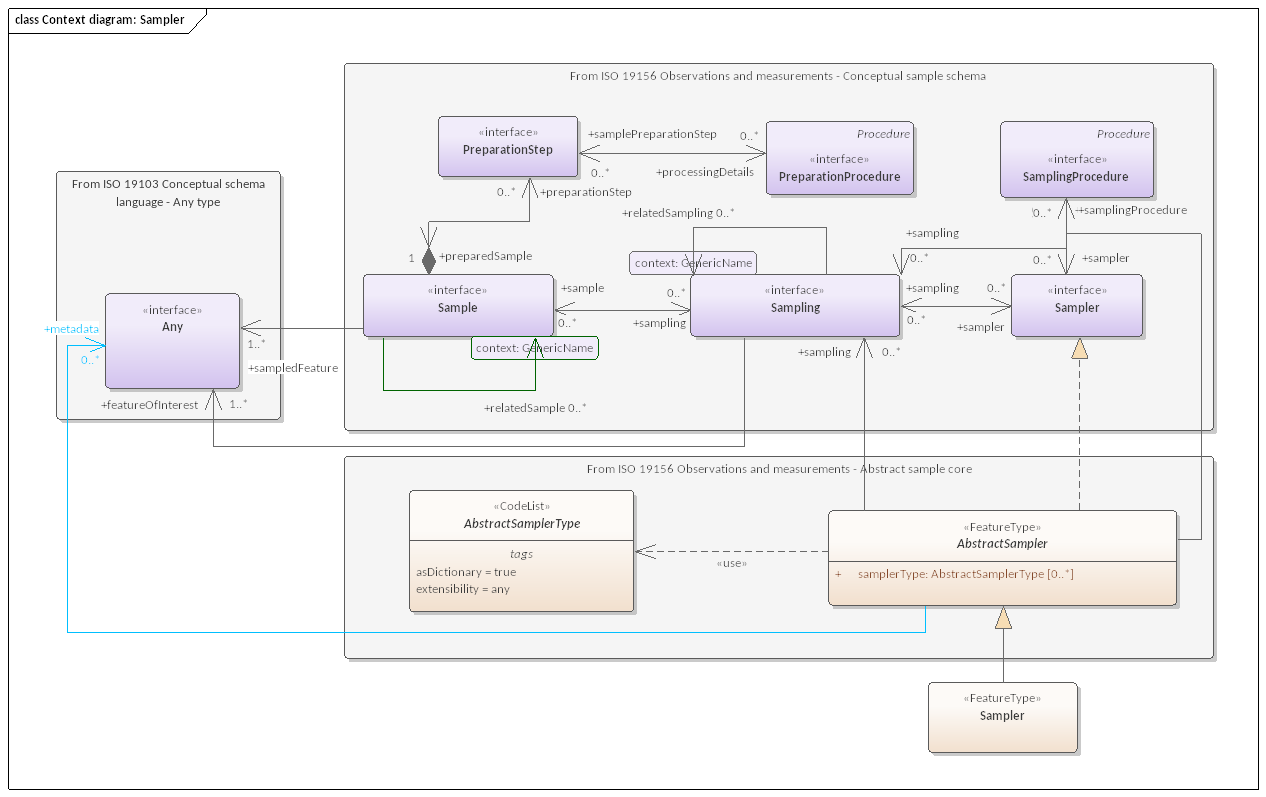 class Context diagram: Sampler
From ISO 19156 Observations and measurements - Conceptual sample schema
«interface»
PreparationStep
+samplePreparationStep
0..*
0..*
+processingDetails
Procedure
«interface»
PreparationProcedure
Procedure
«interface»
SamplingProcedure
From ISO 19103 Conceptual schema
language - Any type
0..*
+preparationStep
+relatedSampling 0..*
0..*
+samplingProcedure
+sampling
0..*
0..*
+sampler
1
+preparedSample
context: GenericName
«interface»
Any
«interface»
Sample
+sample
0..*
0..*
+sampling
«interface»
Sampling
+sampling
0..*
0..*
+sampler
«interface»
Sampler
+metadata
0..*
1..*
+sampledFeature
context: GenericName
+sampling
0..*
+featureOfInterest
1..*
+relatedSample 0..*
From ISO 19156 Observations and measurements - Abstract sample core
«CodeList»
AbstractSamplerType
tags
asDictionary = true
extensibility = any
«use»
«FeatureType»
AbstractSampler
+ samplerType: AbstractSamplerType [0..*]
«FeatureType»
Sampler